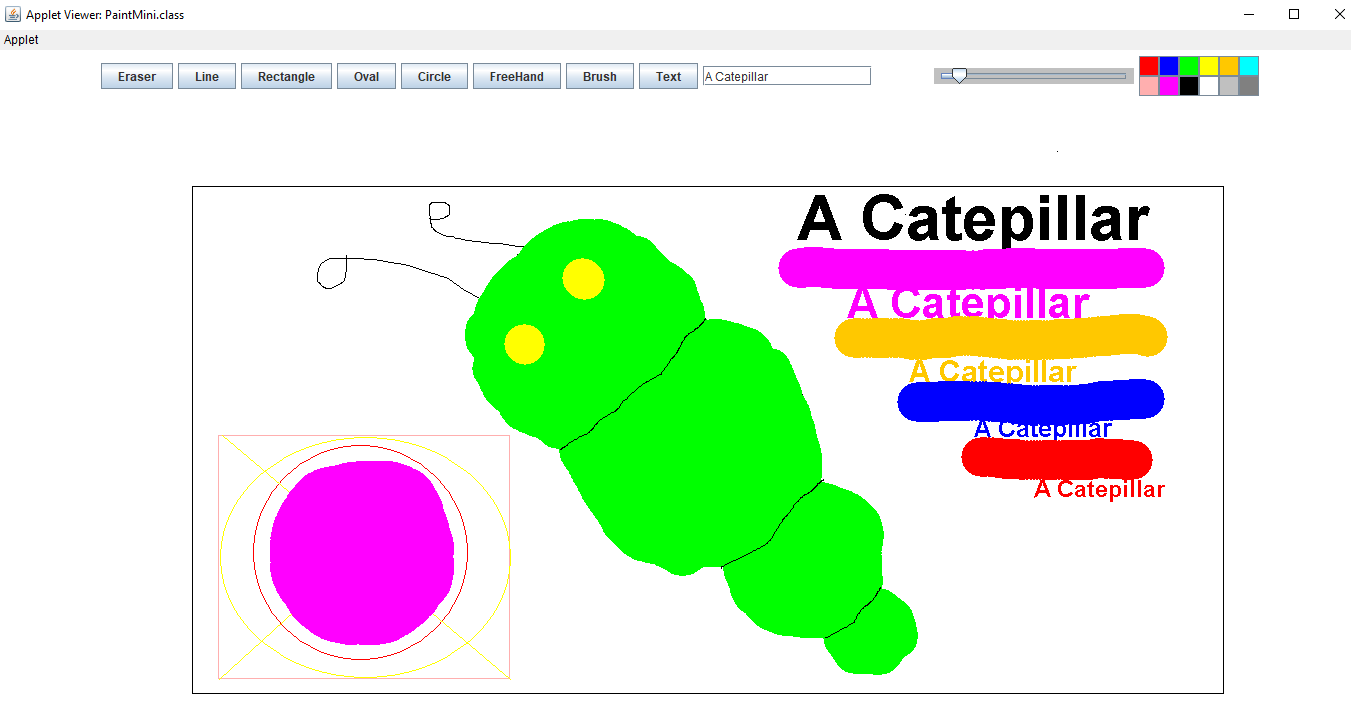 Applet Viewer: PaintMini.class
Applet
Eraser Line Rectangle Oval Circle FreeHand Brush Text A Catepillar
A Catepillar
A Catepillar
A Catepillar
A Catepillar
A Catepillar